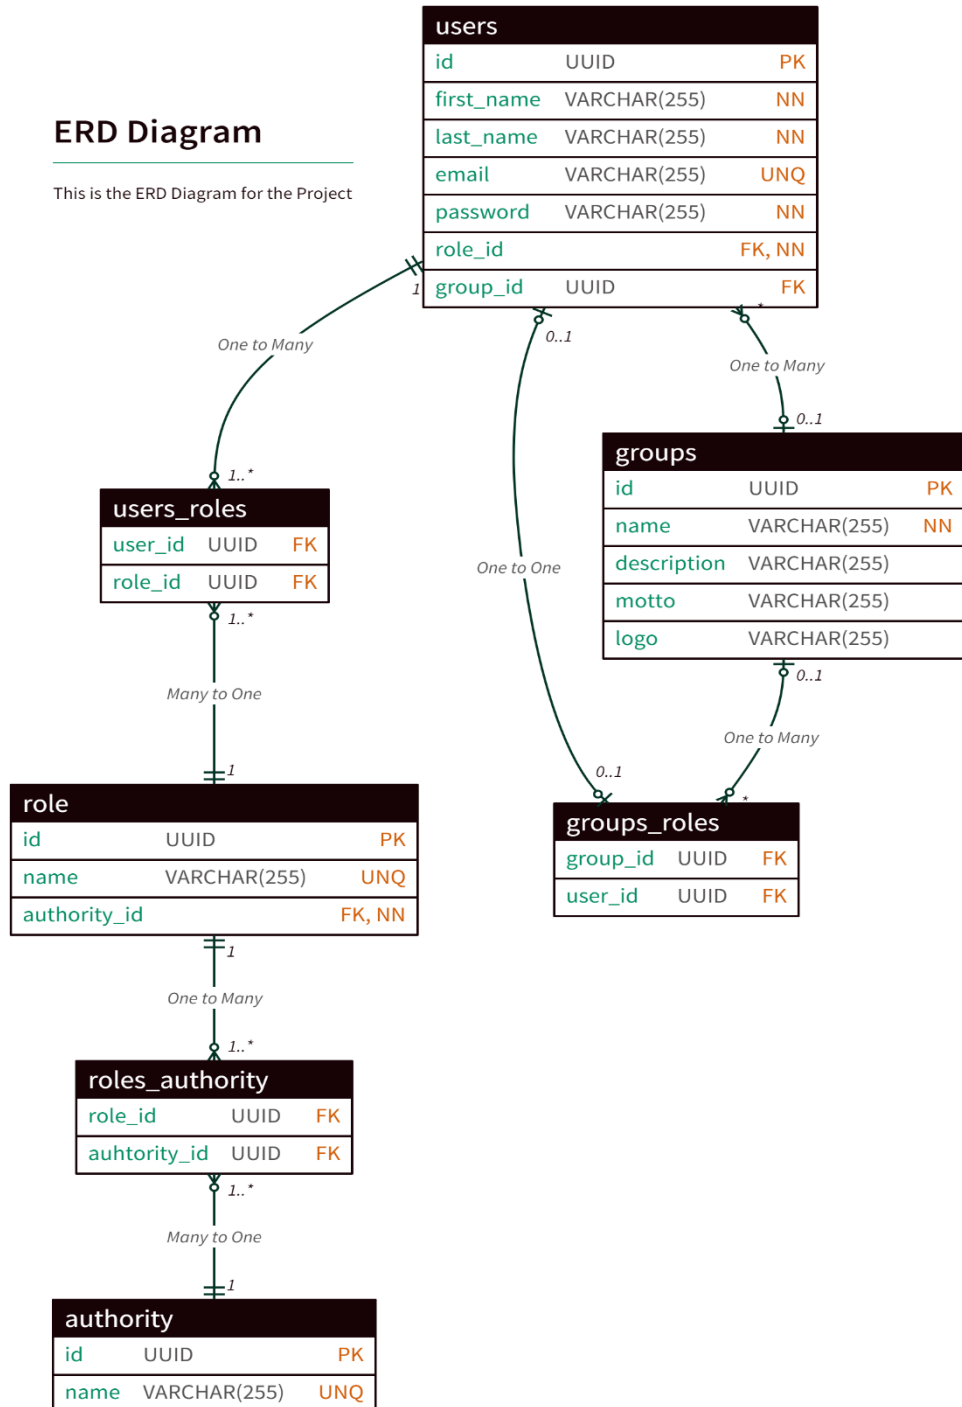 ERD Diagram
This is the ERD Diagram for the Project
users
id UUID PK
first_name VARCHAR(255) NN
last_name VARCHAR(255) NN
email VARCHAR(255) UNQ
password VARCHAR(255) NN
role_id FK, NN
group_id UUID FK
1
One to Many
1..*
0..1
One to One
0..1
*
One to Many
0..1
groups
id UUID PK
name VARCHAR(255) NN
description VARCHAR(255)
motto VARCHAR(255)
logo VARCHAR(255)
0..1
One to Many
*
groups_roles
group_id UUID FK
user_id UUID FK
users_roles
user_id UUID FK
role_id UUID FK
1..*
Many to One
1
role
id UUID PK
name VARCHAR(255) UNQ
authority_id FK, NN
1
One to Many
1..*
roles_authority
role_id UUID FK
auhtority_id UUID FK
1..*
Many to One
1
authority
id UUID PK
name VARCHAR(255) UNQ